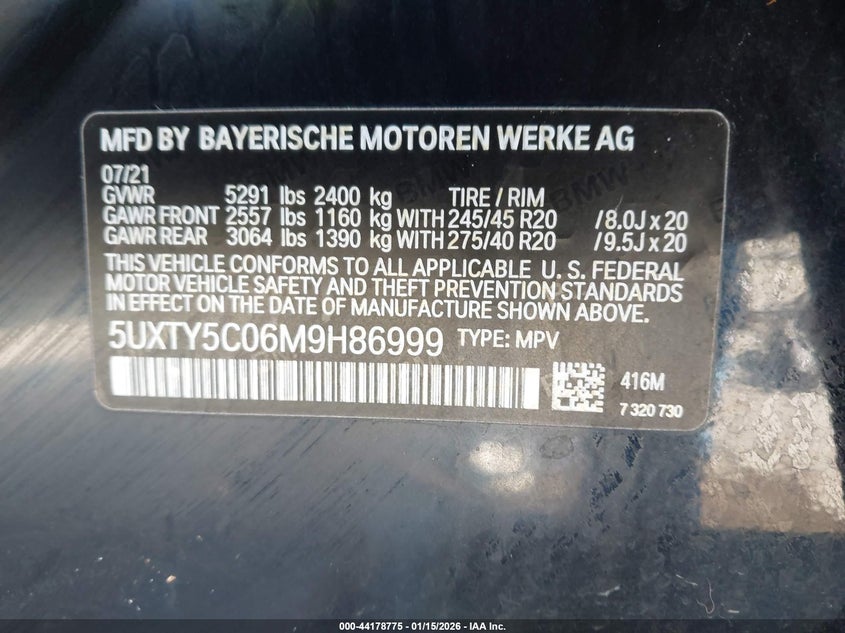 MFD BY BAYERISCHE MOTOREN WERKE AG
07/21
GVWR 5291 lbs 2400 kg TIRE / RIM
GAWR FRONT 2557 lbs 1160 kg WITH 245/45 R20 /8.0J x 20
GAWR REAR 3064 lbs 1390 kg WITH 275/40 R20 /9.5J x 20
THIS VEHICLE CONFORMS TO ALL APPLICABLE U. S. FEDERAL
MOTOR VEHICLE SAFETY AND THEFT PREVENTION STANDARDS
IN EFFECT ON THE DATE OF MANUFACTURE SHOWN ABOVE.
5UXTY5C06M9H86999 TYPE: MPV
416M
7 320 730
BMW
000-44178775 - 01/15/2026 - IAA Inc.